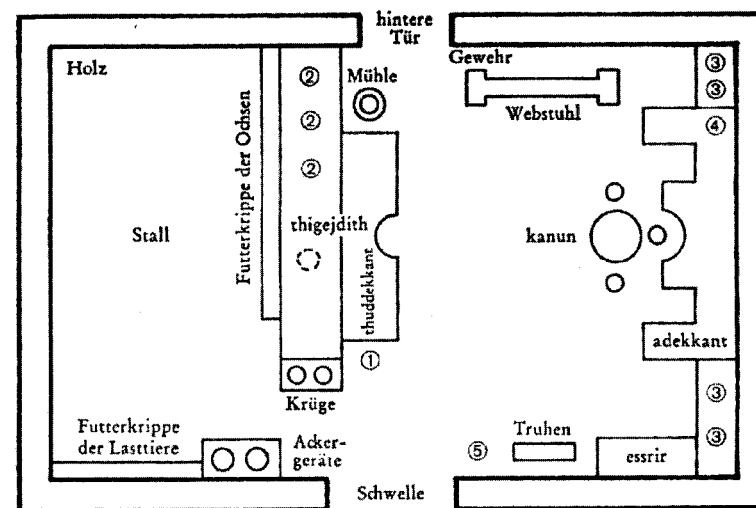 hintere
Tür
Holz
②
②
②
Mühle
Gewehr
Webstuhl
③
③
④
Futterkrippe der Ochsen
Stall
thigejdith
thuddekkant
kanun
adekkant
①
Krüge
③
③
Futterkrippe
der Lasttiere
Acker-
geräte
⑤
Truhen
essrir
Schwelle